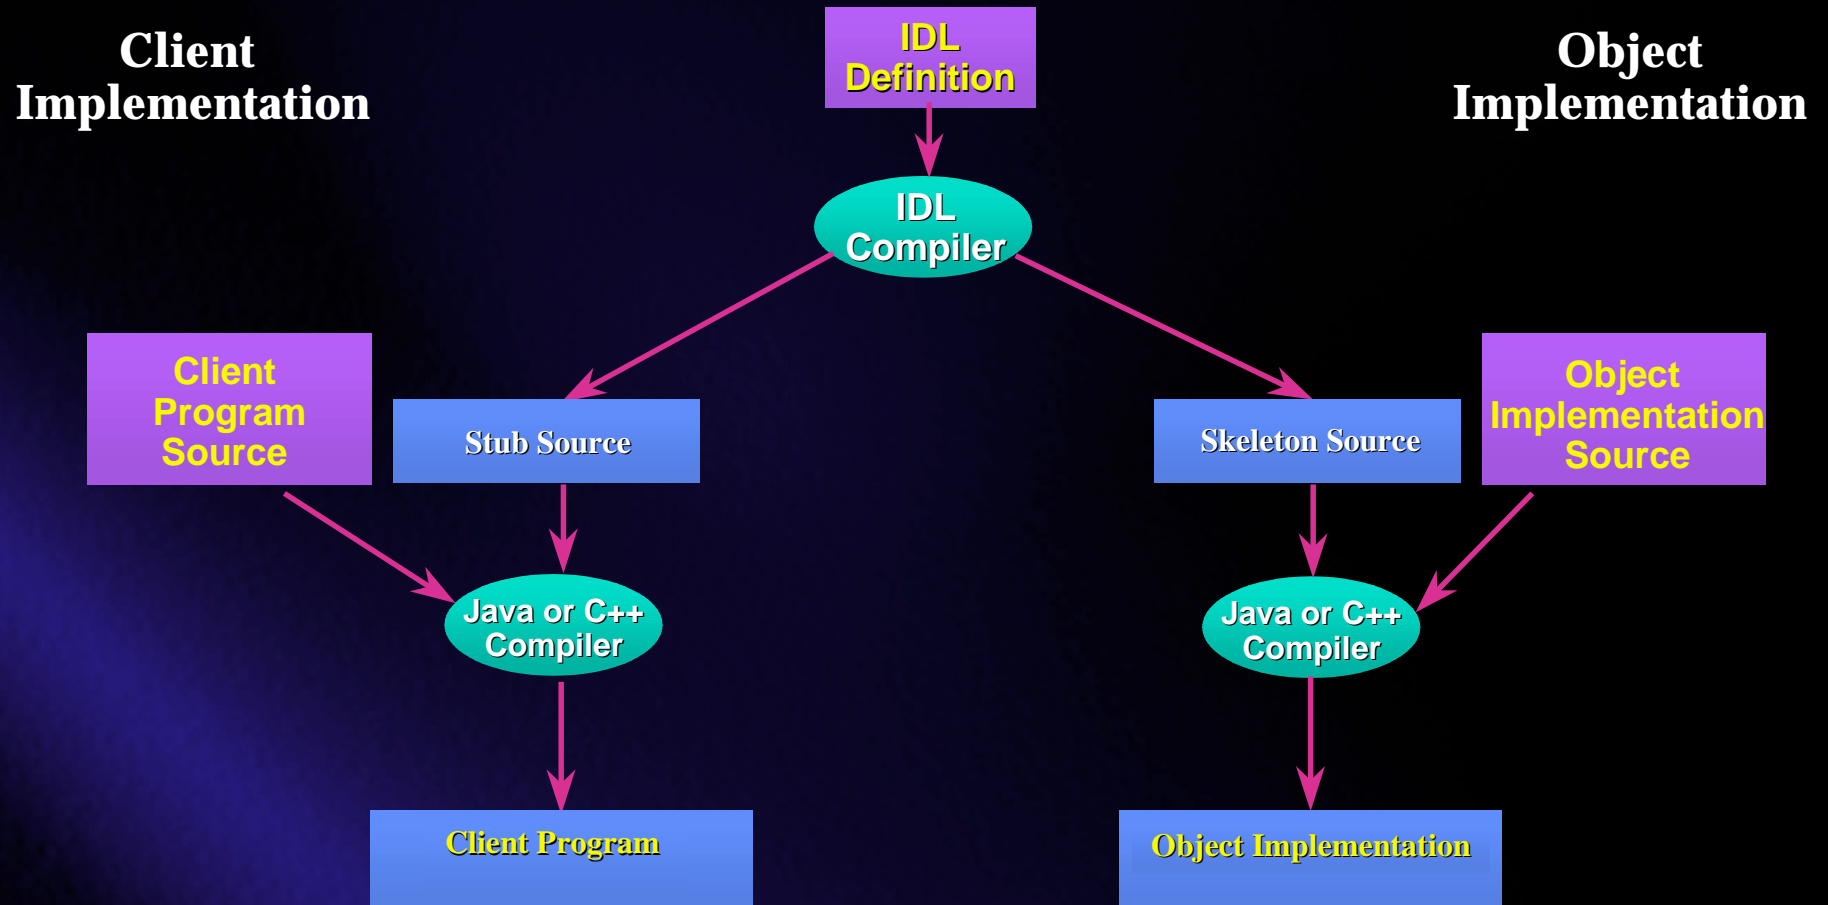 Client
Implementation
IDL
Definition
Object
Implementation
IDL
Compiler
Client
Program
Source
Stub Source
Skeleton Source
Object
Implementation
Source
Java or C++
Compiler
Java or C++
Compiler
Client Program
Object Implementation